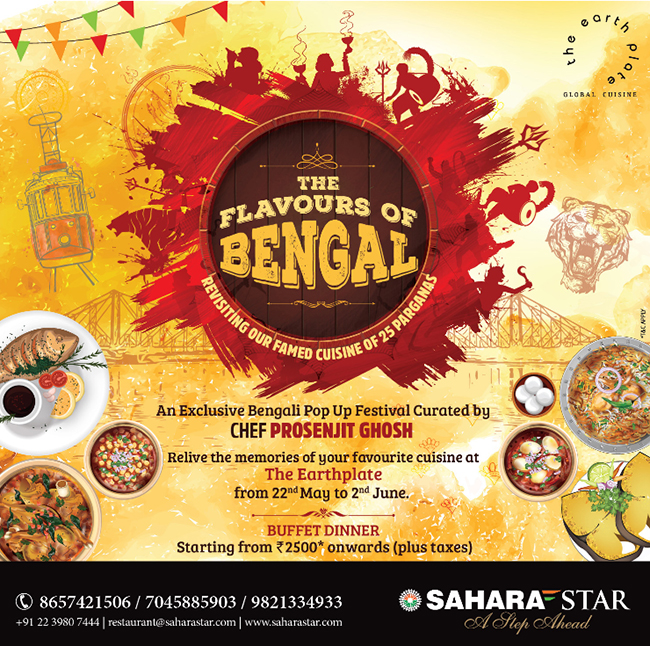 the earth plate
GLOBAL CUISINE
THE
FLAVOURS OF
BENGAL
REVISITING OUR FAMED CUISINE OF 25 PARGANAS
*T&C APPLY
An Exclusive Bengali Pop Up Festival Curated by
CHEF PROSENJIT GHOSH
Relive the memories of your favourite cuisine at
The Earthplate
from 22nd May to 2nd June.
BUFFET DINNER
Starting from ₹2500* onwards (plus taxes)
8657421506 / 7045885903 / 9821334933
+91 22 3980 7444 | restaurant@saharastar.com | www.saharastar.com
SAHARA STAR
A Step Ahead